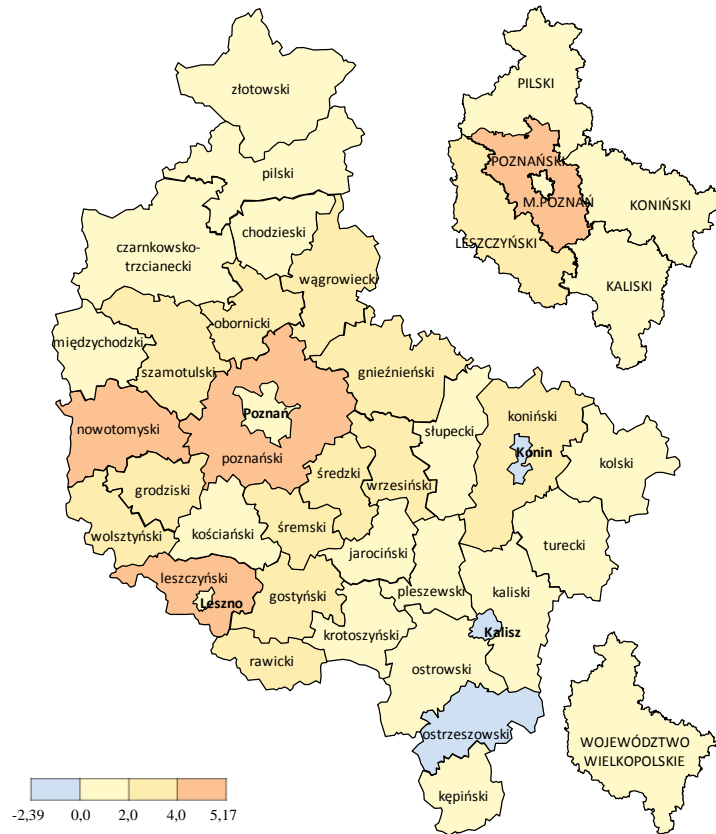 złotowski
PILSKI
pilski
POZNAŃSKI
M.POZNAŃ
KONIŃSKI
LESZCZYŃSKI
KALISKI
chodzieski
czarnkowsko-
trzcianecki
wągrowiecki
obornicki
międzychodzki
szamotulski
gnieźnieński
Poznań
nowotomyski
poznański
słupecki
koniński
Konin
kolski
średzki
wrzesiński
grodziski
wolsztyński
kościański
śremski
jarociński
turecki
leszczyński
Leszno
gostyński
pleszewski
kaliski
krotoszyński
Kalisz
rawicki
ostrowski
ostrzeszowski
WOJEWÓDZTWO
WIELKOPOLSKIE
kępiński
-2,39 0,0 2,0 4,0 5,17